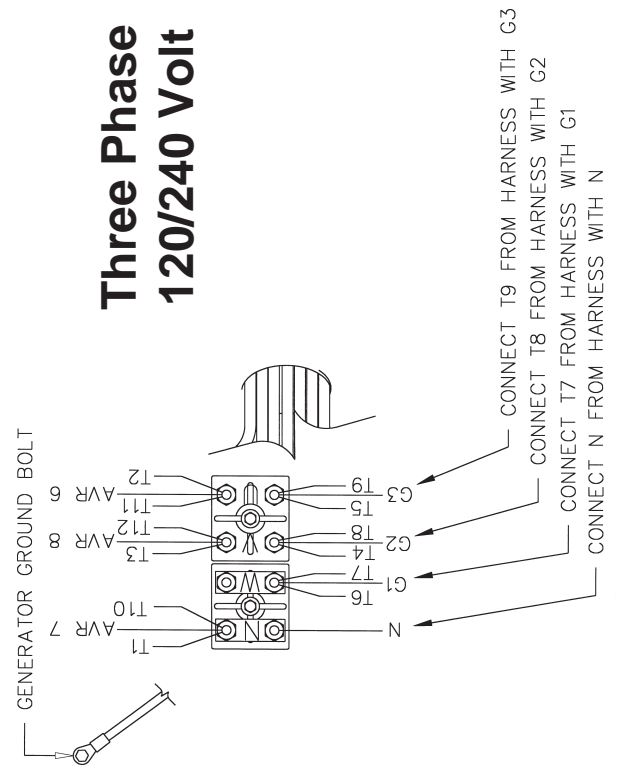 Three Phase
120/240 Volt
GENERATOR GROUND BOLT
T2
AVR 6
T11
T12
AVR 8
T3
T10
AVR 7
T1
T9
G3
T5
T8
G2
T4
T7
G1
T6
N
W
N
CONNECT T9 FROM HARNESS WITH G3
CONNECT T8 FROM HARNESS WITH G2
CONNECT T7 FROM HARNESS WITH G1
CONNECT N FROM HARNESS WITH N